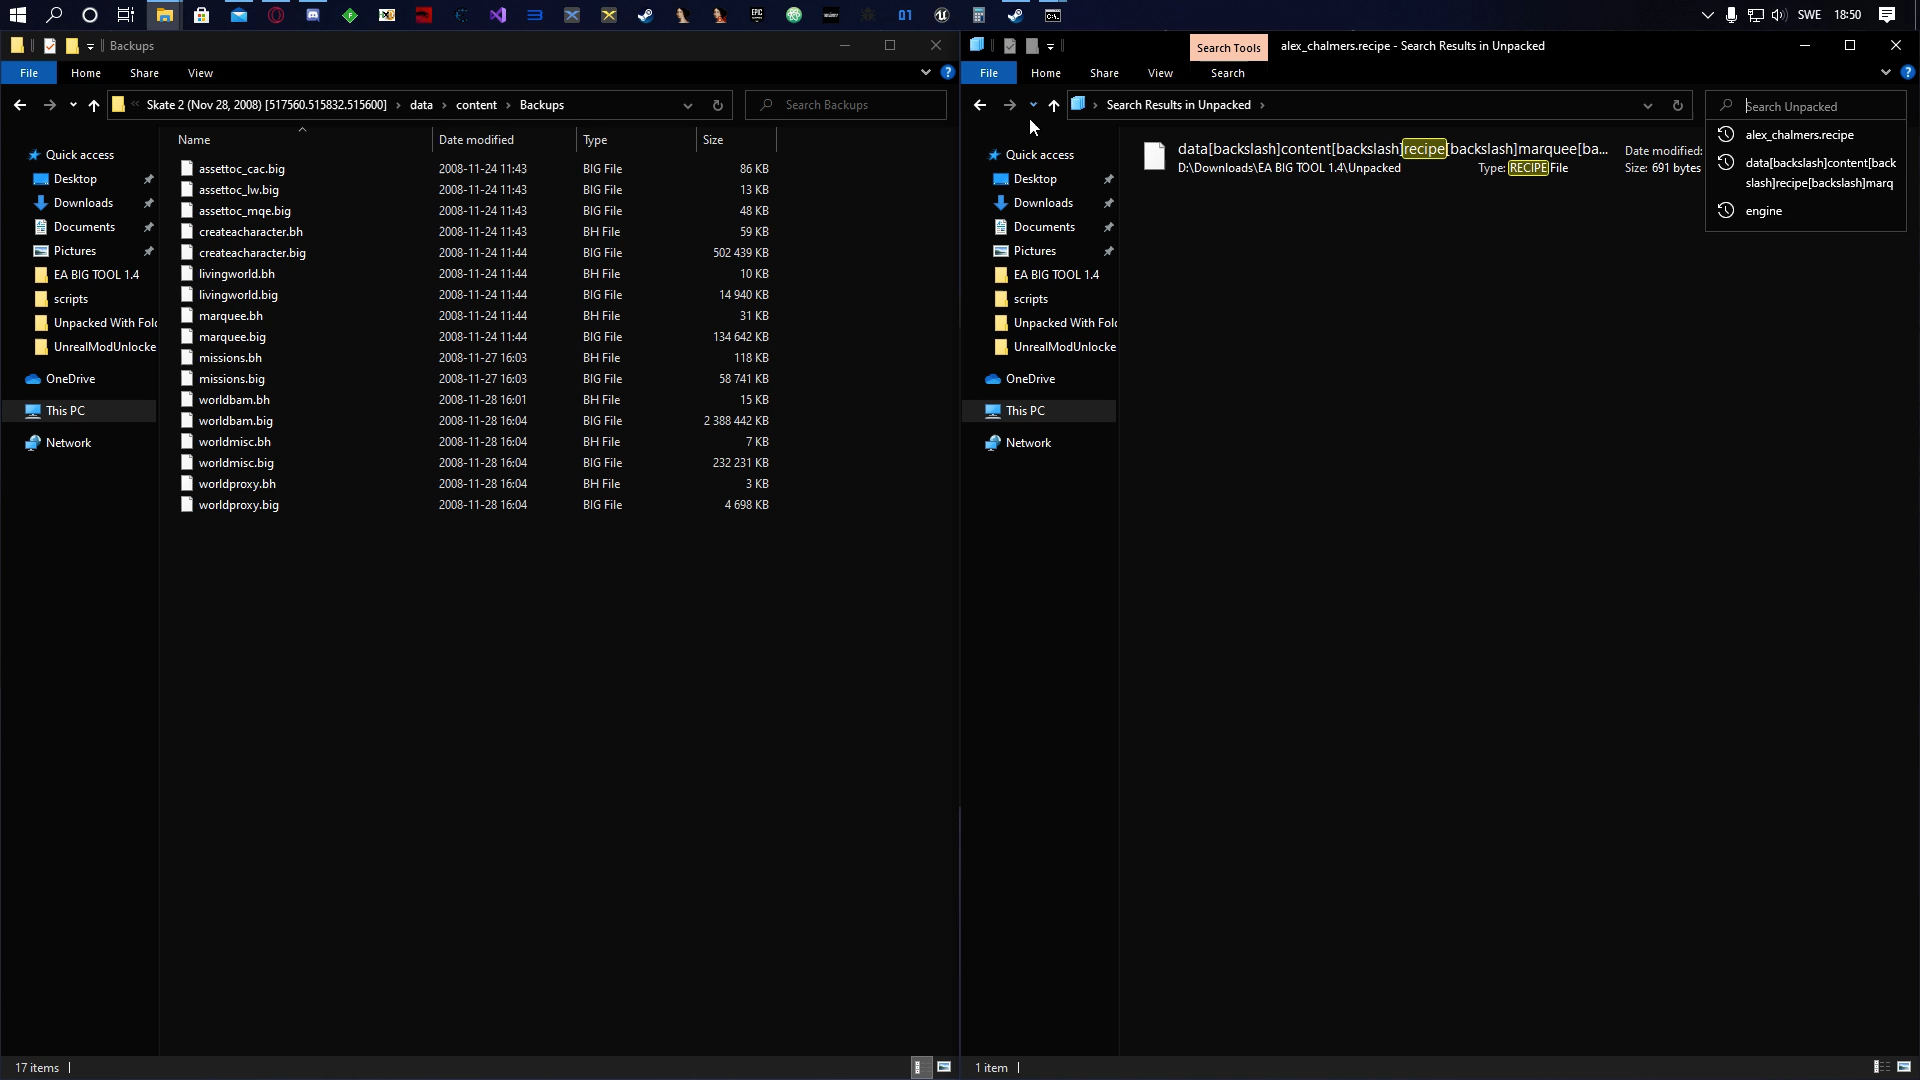 SWE 18:50
Backups
File Home Share View
Skate 2 (Nov 28, 2008) [517560.515832.515600] › data › content › Backups
Search Backups
Name Date modified Type Size
Quick access
Desktop
Downloads
Documents
Pictures
EA BIG TOOL 1.4
scripts
Unpacked With Fol
UnrealModUnlocke
OneDrive
This PC
Network
assettoc_cac.big 2008-11-24 11:43 BIG File 86 KB
assettoc_lw.big 2008-11-24 11:43 BIG File 13 KB
assettoc_mqe.big 2008-11-24 11:43 BIG File 48 KB
createacharacter.bh 2008-11-24 11:43 BH File 59 KB
createacharacter.big 2008-11-24 11:44 BIG File 502 439 KB
livingworld.bh 2008-11-24 11:44 BH File 10 KB
livingworld.big 2008-11-24 11:44 BIG File 14 940 KB
marquee.bh 2008-11-24 11:44 BH File 31 KB
marquee.big 2008-11-24 11:44 BIG File 134 642 KB
missions.bh 2008-11-27 16:03 BH File 118 KB
missions.big 2008-11-27 16:03 BIG File 58 741 KB
worldbam.bh 2008-11-28 16:01 BH File 15 KB
worldbam.big 2008-11-28 16:04 BIG File 2 388 442 KB
worldmisc.bh 2008-11-28 16:04 BH File 7 KB
worldmisc.big 2008-11-28 16:04 BIG File 232 231 KB
worldproxy.bh 2008-11-28 16:04 BH File 3 KB
worldproxy.big 2008-11-28 16:04 BIG File 4 698 KB
17 items
Search Tools alex_chalmers.recipe - Search Results in Unpacked
File Home Share View Search
Search Results in Unpacked ›
Search Unpacked
alex_chalmers.recipe
data[backslash]content[back
slash]recipe[backslash]marq
engine
Quick access
Desktop
Downloads
Documents
Pictures
EA BIG TOOL 1.4
scripts
Unpacked With Fol
UnrealModUnlocke
OneDrive
This PC
Network
data[backslash]content[backslash]recipe[backslash]marquee[ba... Date modified:
D:\Downloads\EA BIG TOOL 1.4\Unpacked Type: RECIPE File Size: 691 bytes
1 item